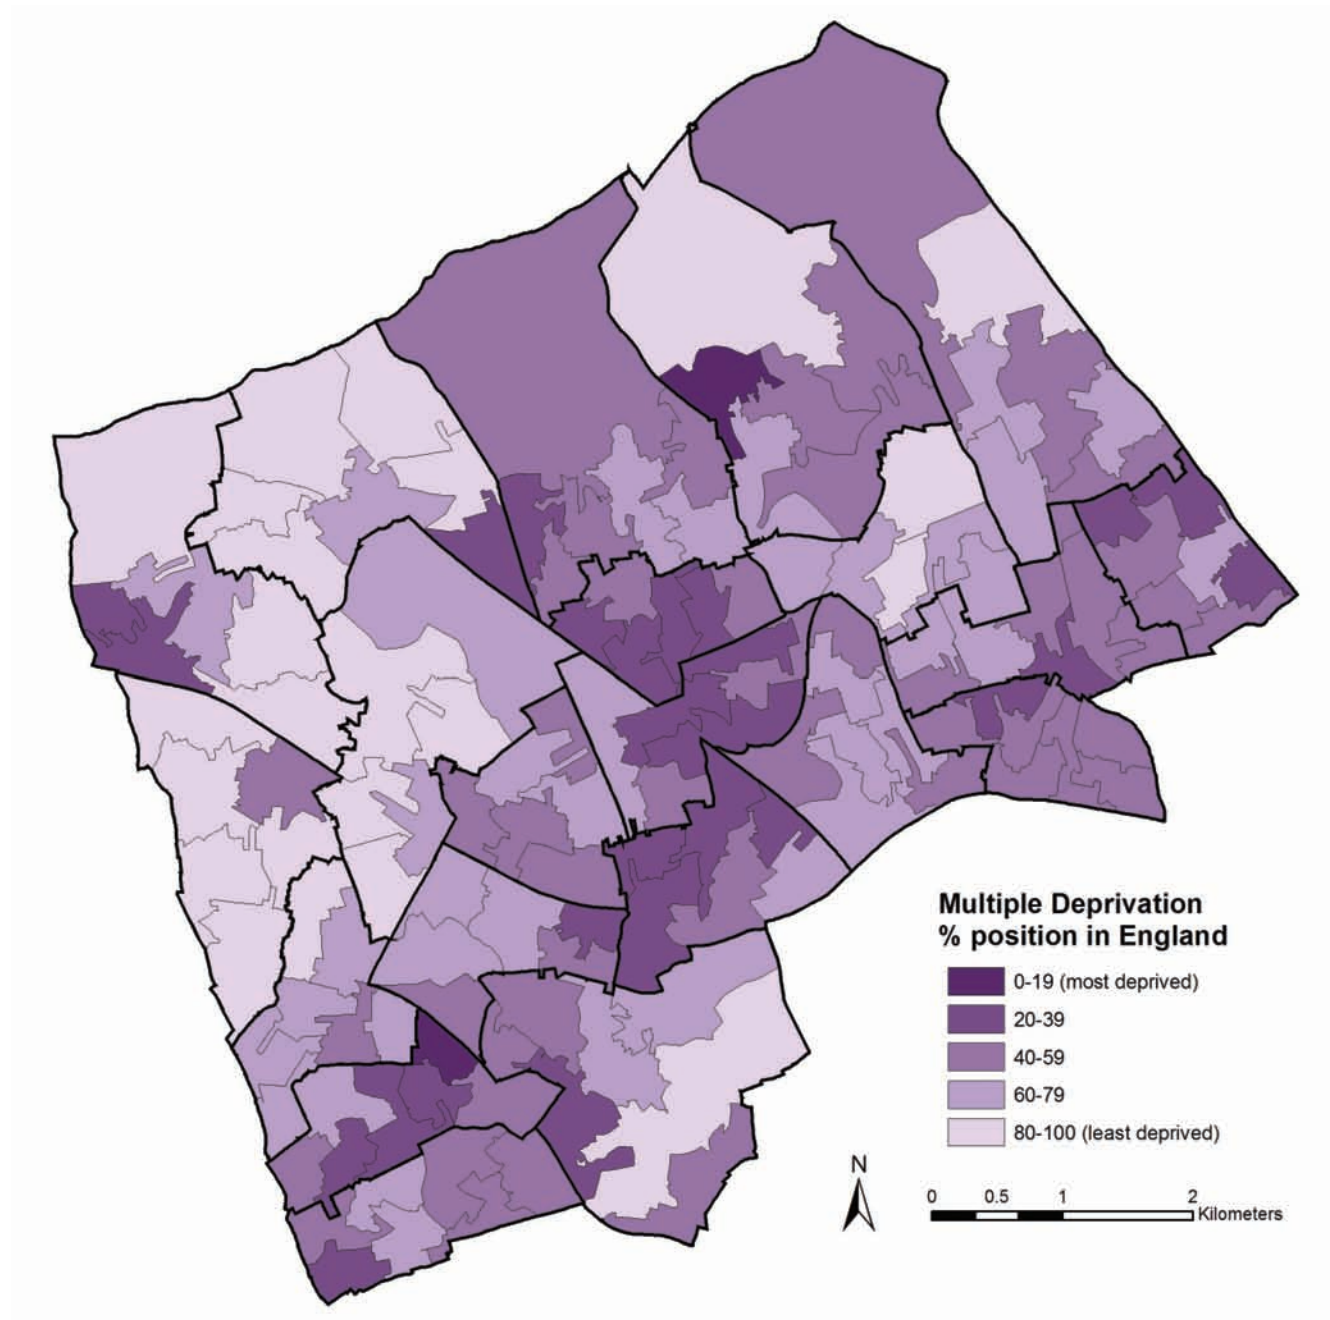 Multiple Deprivation
% position in England
0-19 (most deprived)
20-39
40-59
60-79
80-100 (least deprived)
N
0 0.5 1 2
Kilometers